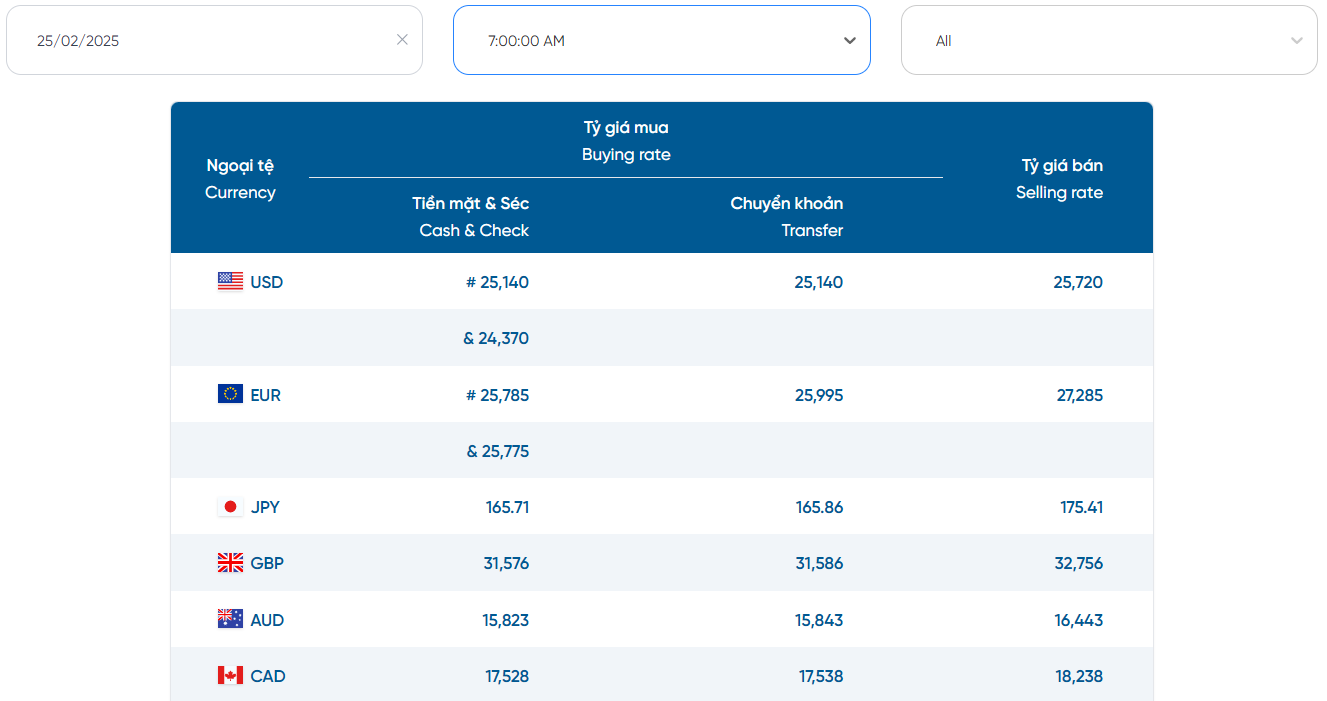 25/02/2025 7:00:00 AM All
Tỷ giá mua
Buying rate
Ngoại tệ Tỷ giá bán
Currency Selling rate
Tiền mặt & Séc Chuyển khoản
Cash & Check Transfer
USD # 25,140 25,140 25,720
& 24,370
EUR # 25,785 25,995 27,285
& 25,775
JPY 165.71 165.86 175.41
GBP 31,576 31,586 32,756
AUD 15,823 15,843 16,443
CAD 17,528 17,538 18,238